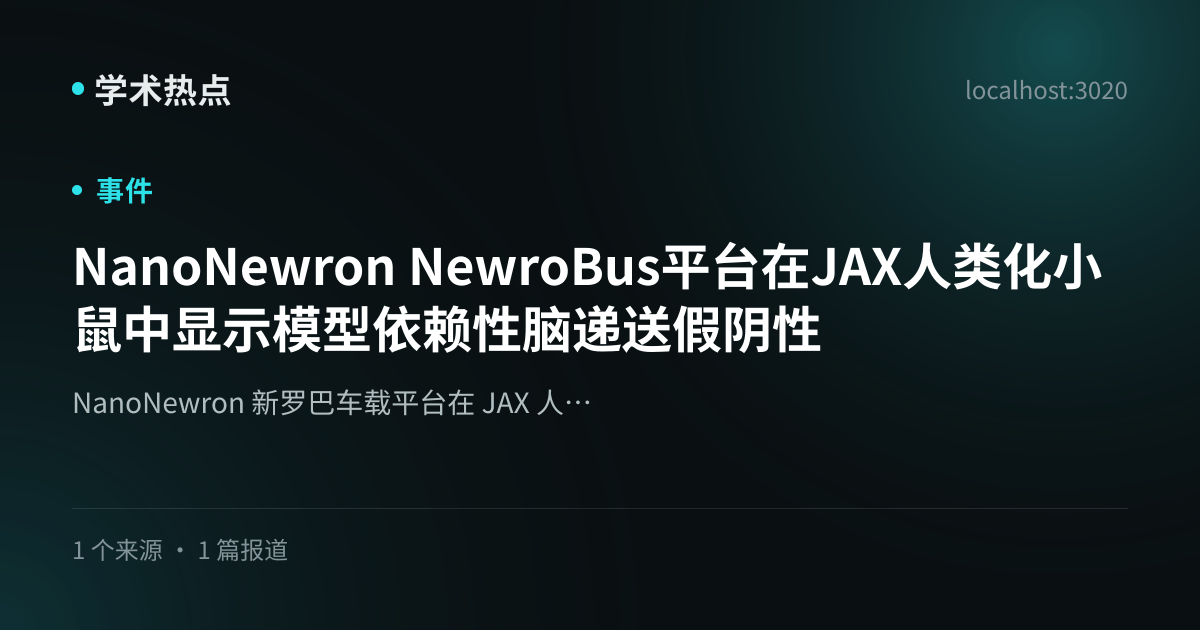 学术热点
localhost:3020
事件
NanoNewron NewroBus平台在JAX人类化小
鼠中显示模型依赖性脑递送假阴性
NanoNewron 新罗巴车载平台在 JAX 人…
1 个来源 · 1 篇报道